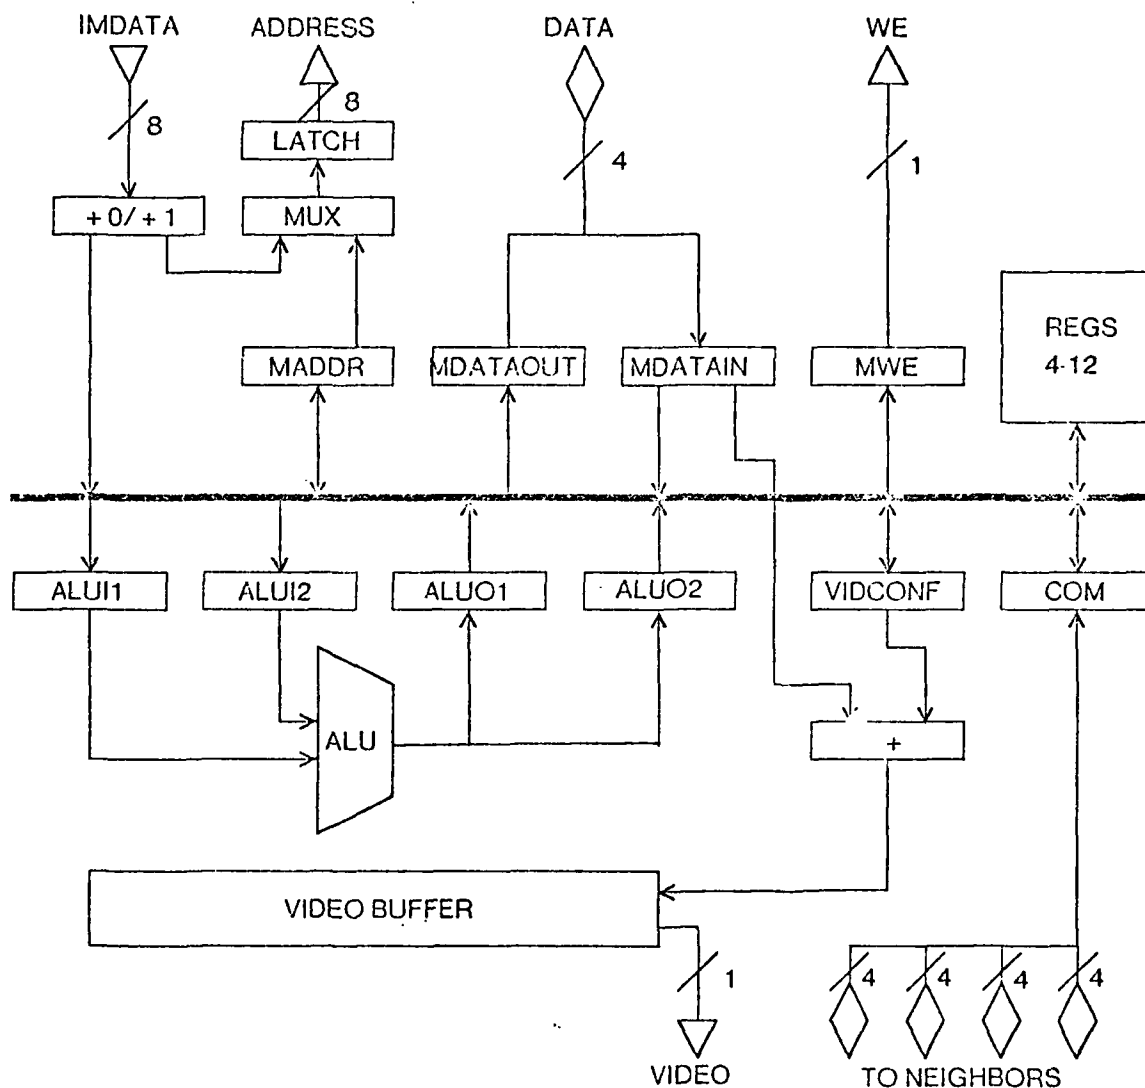 IMDATA ADDRESS DATA WE
8 8 4 1
LATCH
+0/+1 MUX
REGS
4-12
MADDR MDATAOUT MDATAIN MWE
ALUI1 ALUI2 ALUO1 ALUO2 VIDCONF COM
ALU +
VIDEO BUFFER
1 4 4 4 4
VIDEO TO NEIGHBORS